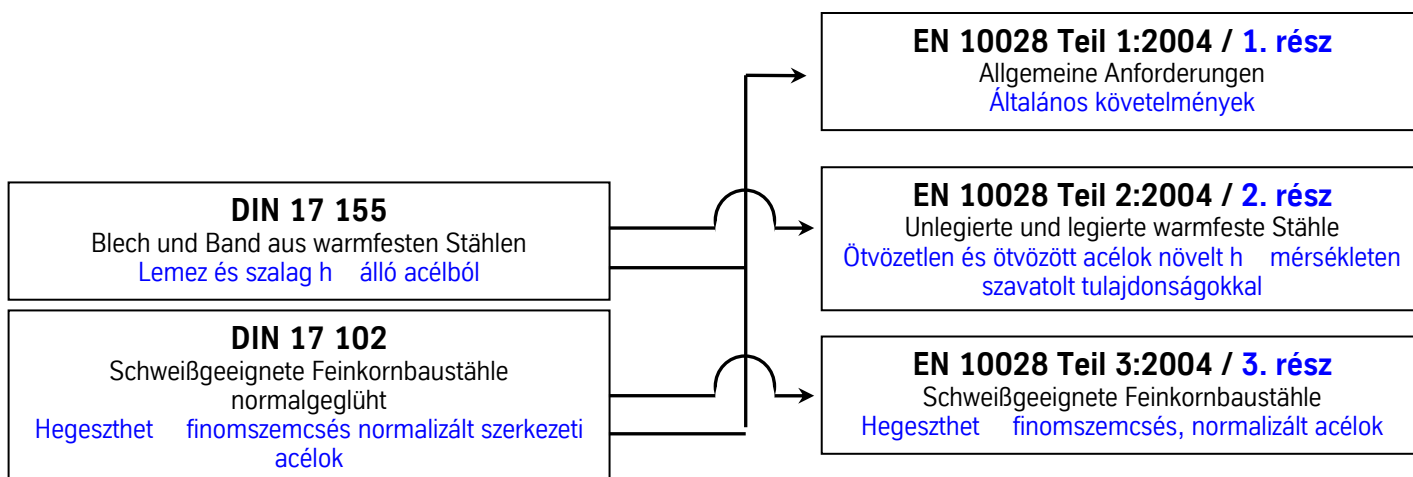 EN 10028 Teil 1:2004 / 1. rész
Allgemeine Anforderungen
Általános követelmények
DIN 17 155
Blech und Band aus warmfesten Stählen
Lemez és szalag h álló acélból
EN 10028 Teil 2:2004 / 2. rész
Unlegierte und legierte warmfeste Stähle
Ötvözetlen és ötvözött acélok növelt h mérsékleten
szavatolt tulajdonságokkal
DIN 17 102
Schweißgeeignete Feinkornbaustähle
normalgeglüht
Hegeszthet finomszemcsés normalizált szerkezeti
acélok
EN 10028 Teil 3:2004 / 3. rész
Schweißgeeignete Feinkornbaustähle
Hegeszthet finomszemcsés, normalizált acélok